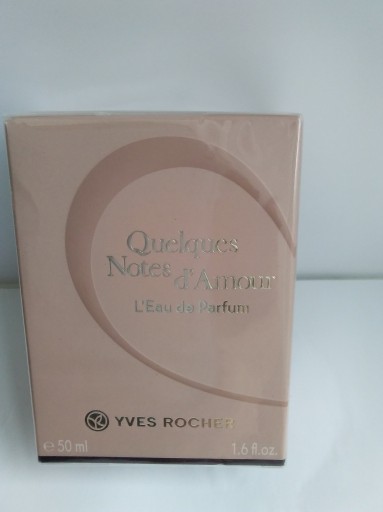 Quelques
Notes d'Amour
L'Eau de Parfum
YVES ROCHER
e 50 ml 1.6 fl.oz.